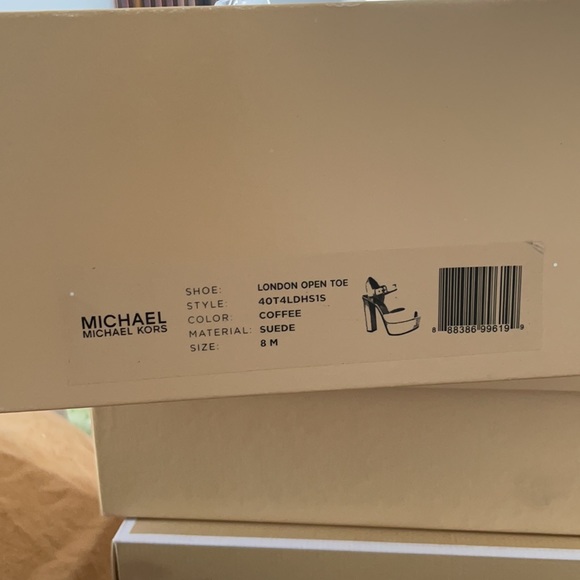 MICHAEL
MICHAEL KORS
SHOE: LONDON OPEN TOE
STYLE: 40T4LDHS1S
COLOR: COFFEE
MATERIAL: SUEDE
SIZE: 8 M
8 88386 99619 9